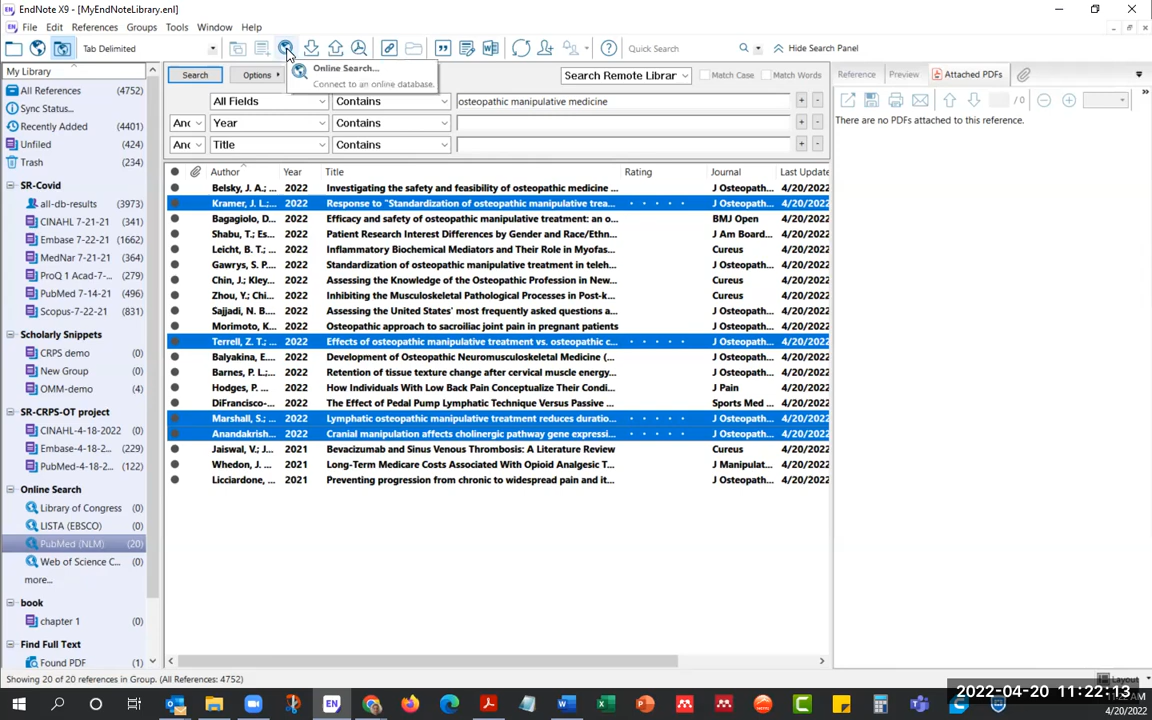 EndNote X9 - [MyEndNoteLibrary.enl]
File Edit References Groups Tools Window Help
Tab Delimited Quick Search Hide Search Panel
My Library
All References (4752)
Sync Status...
Recently Added (4401)
Unfiled (424)
Trash (234)
SR-Covid
all-db-results (3973)
CINAHL 7-21-21 (341)
Embase 7-22-21 (1662)
MedNar 7-21-21 (364)
ProQ 1 Acad-7-... (279)
PubMed 7-14-21 (496)
Scopus-7-22-21 (831)
Scholarly Snippets
CRPS demo (0)
New Group (0)
OMM-demo (4)
SR-CRPS-OT project
CINAHL-4-18-2022 (0)
Embase-4-18-2... (229)
PubMed-4-18-2... (122)
Online Search
Library of Congress (0)
LISTA (EBSCO) (0)
PubMed (NLM) (20)
Web of Science C... (0)
more...
book
chapter 1 (0)
Find Full Text
Found PDF (1)
Online Search...
Connect to an online database.
Search Options Search Remote Librar Match Case Match Words
All Fields Contains osteopathic manipulative medicine + -
Anc Year Contains + -
Anc Title Contains + -
Author Year Title Rating Journal Last Update
Belsky, J. A.; ... 2022 Investigating the safety and feasibility of osteopathic medicine ... J Osteopath... 4/20/2022
Kramer, J. L.; ... 2022 Response to "Standardization of osteopathic manipulative trea... J Osteopath... 4/20/2022
Bagagiolo, D... 2022 Efficacy and safety of osteopathic manipulative treatment: an o... BMJ Open 4/20/2022
Shabu, T.; Es... 2022 Patient Research Interest Differences by Gender and Race/Ethn... J Am Board... 4/20/2022
Leicht, B. T.; ... 2022 Inflammatory Biochemical Mediators and Their Role in Myofas... Cureus 4/20/2022
Gawrys, S. P.... 2022 Standardization of osteopathic manipulative treatment in teleh... J Osteopath... 4/20/2022
Chin, J.; Kley... 2022 Assessing the Knowledge of the Osteopathic Profession in New... Cureus 4/20/2022
Zhou, Y.; Chi... 2022 Inhibiting the Musculoskeletal Pathological Processes in Post-k... Cureus 4/20/2022
Sajjadi, N. B.... 2022 Assessing the United States' most frequently asked questions a... J Osteopath... 4/20/2022
Morimoto, K... 2022 Osteopathic approach to sacroiliac joint pain in pregnant patients J Osteopath... 4/20/2022
Terrell, Z. T.; ... 2022 Effects of osteopathic manipulative treatment vs. osteopathic c... J Osteopath... 4/20/2022
Balyakina, E.... 2022 Development of Osteopathic Neuromusculoskeletal Medicine (... J Osteopath... 4/20/2022
Barnes, P. L.; ... 2022 Retention of tissue texture change after cervical muscle energy... J Osteopath... 4/20/2022
Hodges, P. ... 2022 How Individuals With Low Back Pain Conceptualize Their Condi... J Pain 4/20/2022
DiFrancisco-... 2022 The Effect of Pedal Pump Lymphatic Technique Versus Passive ... Sports Med ... 4/20/2022
Marshall, S.; ... 2022 Lymphatic osteopathic manipulative treatment reduces duratio... J Osteopath... 4/20/2022
Anandakrish... 2022 Cranial manipulation affects cholinergic pathway gene expressi... J Osteopath... 4/20/2022
Jaiswal, V.; J... 2021 Bevacizumab and Sinus Venous Thrombosis: A Literature Review Cureus 4/20/2022
Whedon, J. ... 2021 Long-Term Medicare Costs Associated With Opioid Analgesic T... J Manipulat... 4/20/2022
Licciardone, ... 2021 Preventing progression from chronic to widespread pain and it... J Osteopath... 4/20/2022
Reference Preview Attached PDFs
/ 0
There are no PDFs attached to this reference.
Showing 20 of 20 references in Group. (All References: 4752)
Layout
2022-04-20 11:22:13
4/20/2022